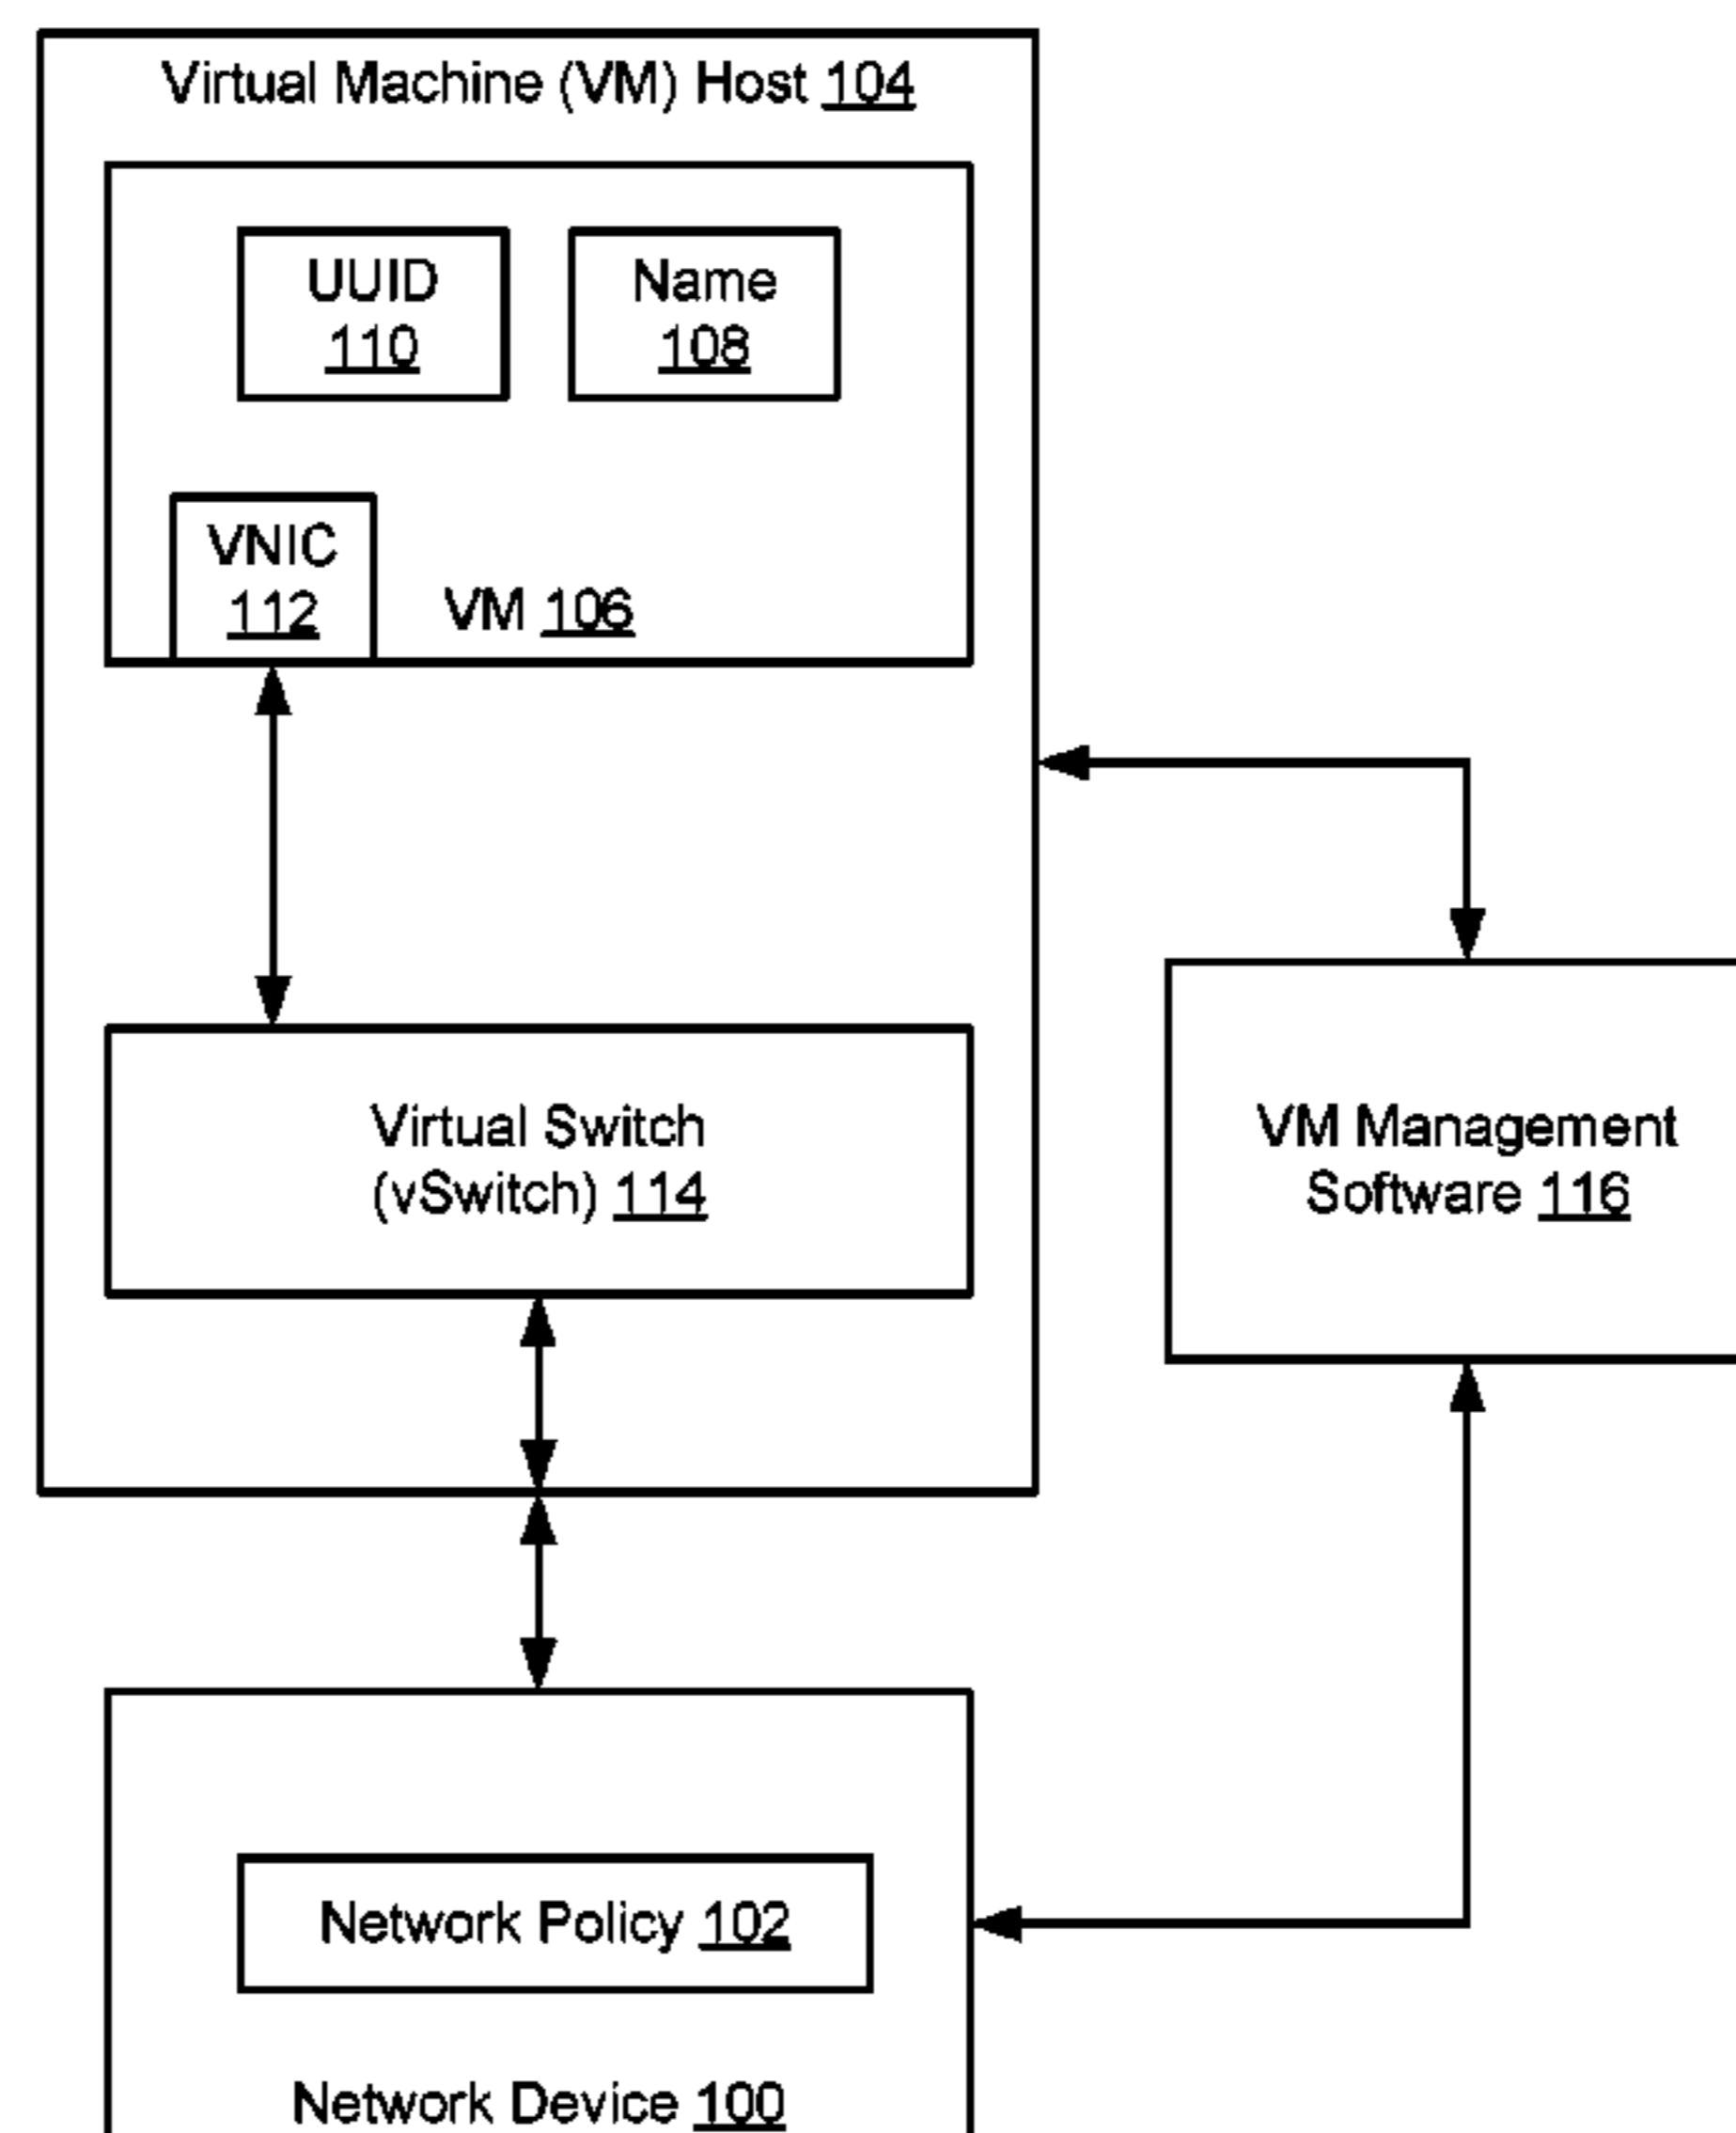 Virtual Machine (VM) Host 104
UUID
110
Name
108
VNIC
112
VM 106
Virtual Switch
(vSwitch) 114
VM Management
Software 116
Network Policy 102
Network Device 100